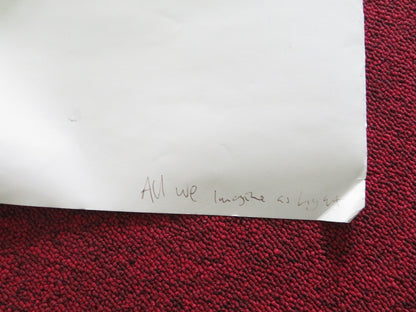 All we Imagine as Light